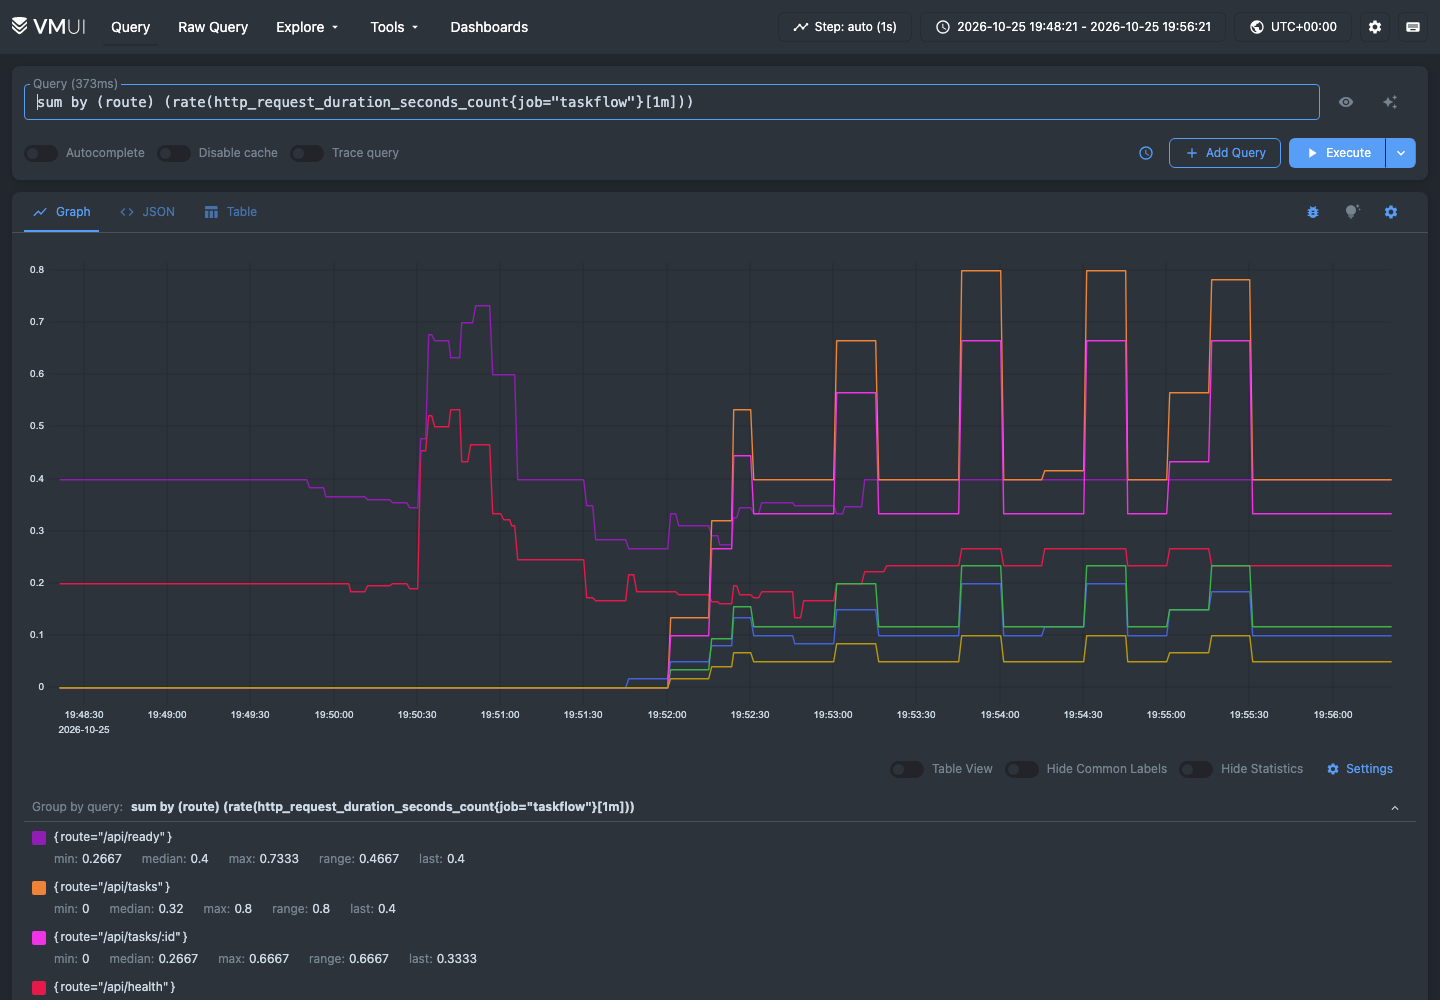 VMUI Query Raw Query Explore Tools Dashboards Step: auto (1s) 2026-10-25 19:48:21 - 2026-10-25 19:56:21 UTC+00:00
Query (373ms)
sum by (route) (rate(http_request_duration_seconds_count{job="taskflow"}[1m]))
Autocomplete Disable cache Trace query Add Query Execute
Graph JSON Table
0.8
0.7
0.6
0.5
0.4
0.3
0.2
0.1
0
19:48:30 19:49:00 19:49:30 19:50:00 19:50:30 19:51:00 19:51:30 19:52:00 19:52:30 19:53:00 19:53:30 19:54:00 19:54:30 19:55:00 19:55:30 19:56:00
2026-10-25
Table View Hide Common Labels Hide Statistics Settings
Group by query: sum by (route) (rate(http_request_duration_seconds_count{job="taskflow"}[1m]))
{route="/api/ready"}
min: 0.2667 median: 0.4 max: 0.7333 range: 0.4667 last: 0.4
{route="/api/tasks"}
min: 0 median: 0.32 max: 0.8 range: 0.8 last: 0.4
{route="/api/tasks/:id"}
min: 0 median: 0.2667 max: 0.6667 range: 0.6667 last: 0.3333
{route="/api/health"}